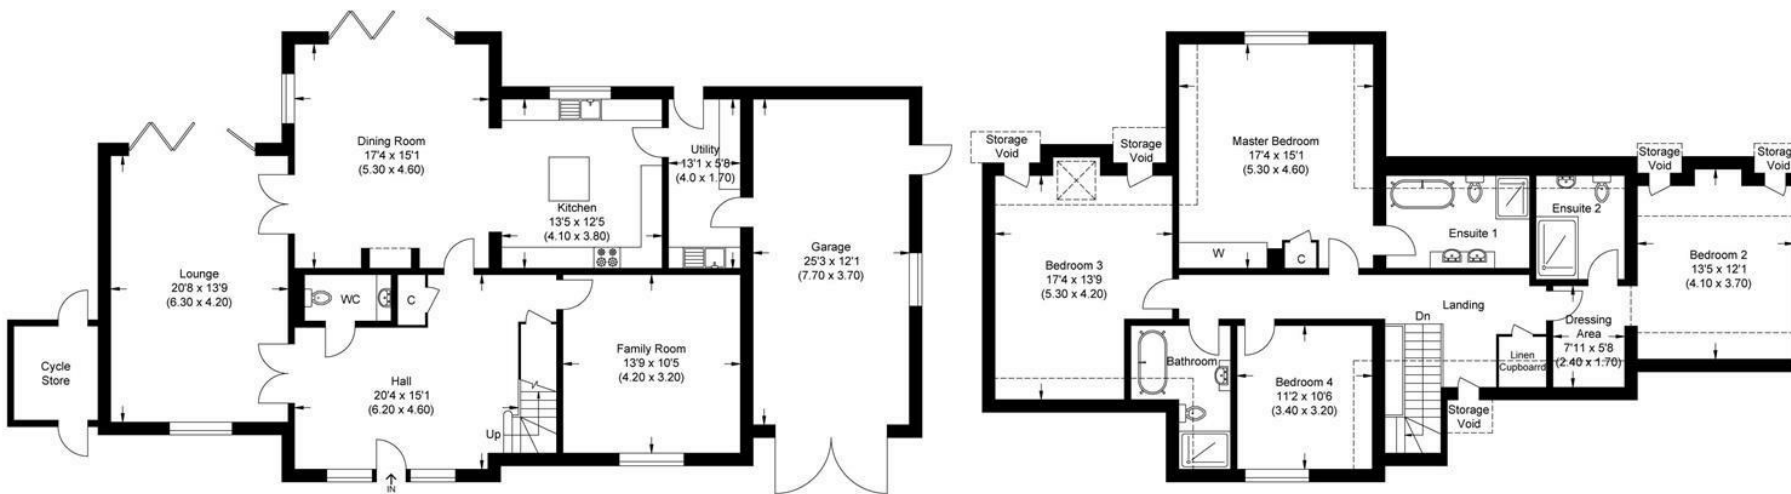 Dining Room
17'4 x 15'1
(5.30 x 4.60)
Utility
13'1 x 5'8
(4.0 x 1.70)
Kitchen
13'5 x 12'5
(4.10 x 3.80)
Garage
25'3 x 12'1
(7.70 x 3.70)
Lounge
20'8 x 13'9
(6.30 x 4.20)
WC
C
Cycle
Store
Hall
20'4 x 15'1
(6.20 x 4.60)
Family Room
13'9 x 10'5
(4.20 x 3.20)
Up
IN
Storage
Void
Storage
Void
Master Bedroom
17'4 x 15'1
(5.30 x 4.60)
Storage
Void
Storag
Void
Ensuite 1
Ensuite 2
W
C
Bedroom 3
17'4 x 13'9
(5.30 x 4.20)
Bedroom 2
13'5 x 12'1
(4.10 x 3.70)
Landing
Dn
Dressing
Area
7'11 x 5'8
(2.40 x 1.70)
Linen
Cupboarrd
Bathroom
Bedroom 4
11'2 x 10'6
(3.40 x 3.20)
Storage
Void